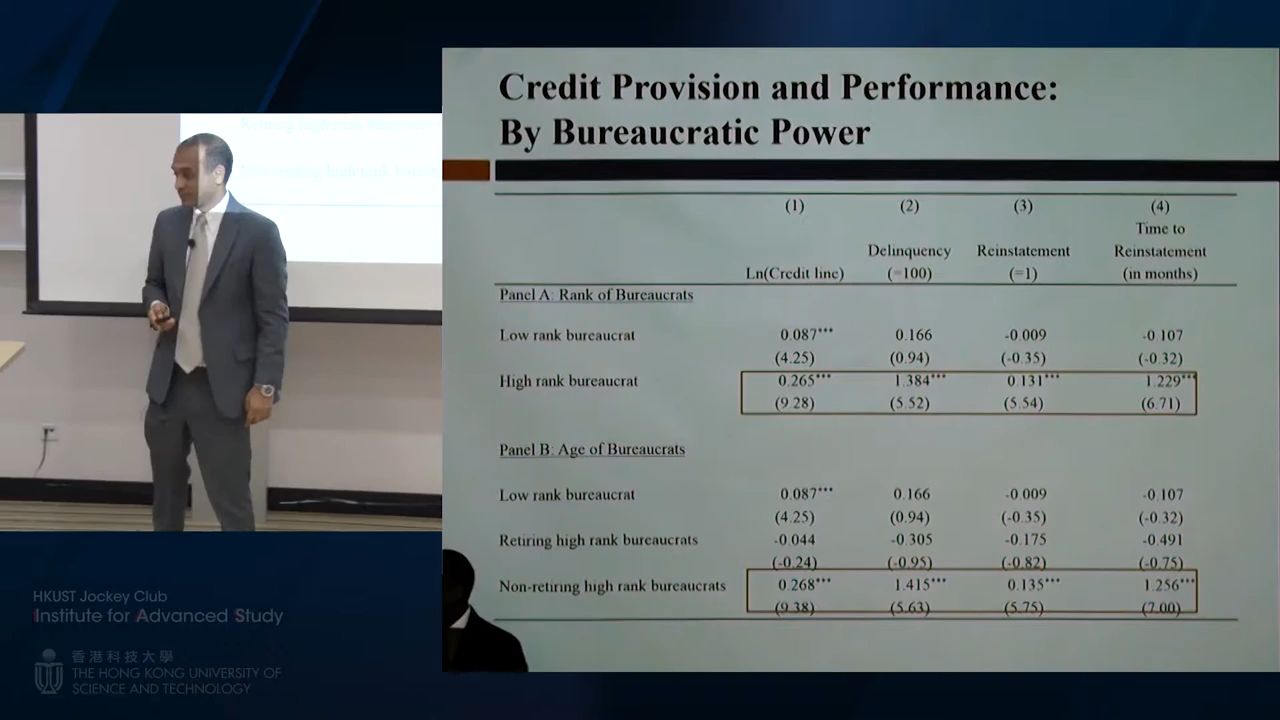 Credit Provision and Performance:
By Bureaucratic Power
(1) (2) (3) (4)
Time to
Delinquency Reinstatement Reinstatement
Ln(Credit line) (=100) (=1) (in months)
Panel A: Rank of Bureaucrats
Low rank bureaucrat 0.087*** 0.166 -0.009 -0.107
(4.25) (0.94) (-0.35) (-0.32)
High rank bureaucrat 0.265*** 1.384*** 0.131*** 1.229***
(9.28) (5.52) (5.54) (6.71)
Panel B: Age of Bureaucrats
Low rank bureaucrat 0.087*** 0.166 -0.009 -0.107
(4.25) (0.94) (-0.35) (-0.32)
Retiring high rank bureaucrats -0.044 -0.305 -0.175 -0.491
(-0.24) (-0.95) (-0.82) (-0.75)
Non-retiring high rank bureaucrats 0.268*** 1.415*** 0.135*** 1.256***
(9.38) (5.63) (5.75) (7.00)
HKUST Jockey Club
Institute for Advanced Study
香港科技大學
THE HONG KONG UNIVERSITY OF
SCIENCE AND TECHNOLOGY